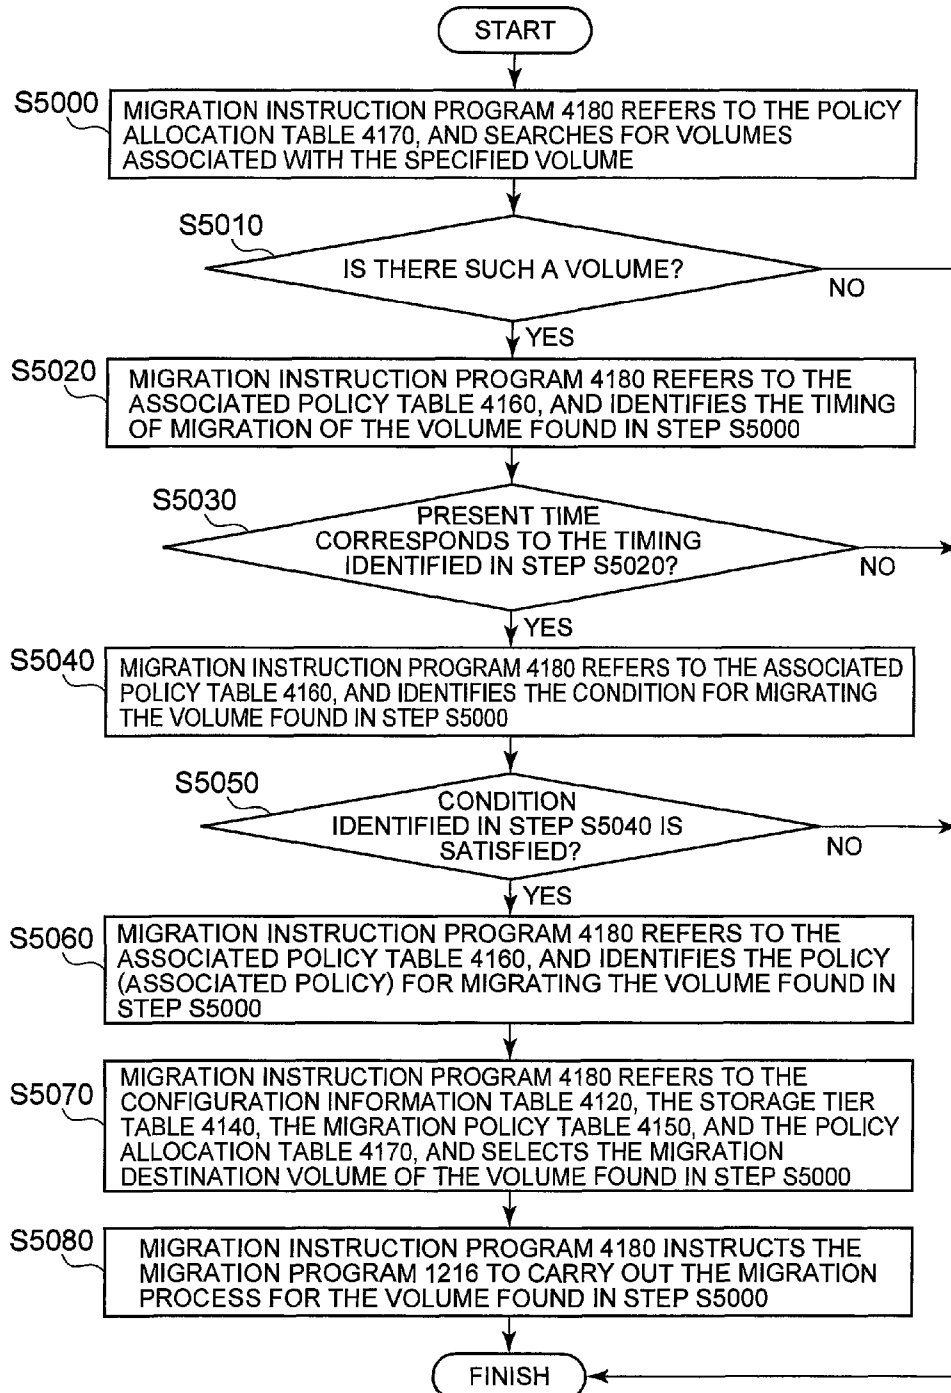 START
S5000
MIGRATION INSTRUCTION PROGRAM 4180 REFERS TO THE POLICY
ALLOCATION TABLE 4170, AND SEARCHES FOR VOLUMES
ASSOCIATED WITH THE SPECIFIED VOLUME
S5010
IS THERE SUCH A VOLUME?
NO
YES
S5020
MIGRATION INSTRUCTION PROGRAM 4180 REFERS TO THE
ASSOCIATED POLICY TABLE 4160, AND IDENTIFIES THE TIMING
OF MIGRATION OF THE VOLUME FOUND IN STEP S5000
S5030
PRESENT TIME
CORRESPONDS TO THE TIMING
IDENTIFIED IN STEP S5020?
NO
YES
S5040
MIGRATION INSTRUCTION PROGRAM 4180 REFERS TO THE ASSOCIATED
POLICY TABLE 4160, AND IDENTIFIES THE CONDITION FOR MIGRATING
THE VOLUME FOUND IN STEP S5000
S5050
CONDITION
IDENTIFIED IN STEP S5040 IS
SATISFIED?
NO
YES
S5060
MIGRATION INSTRUCTION PROGRAM 4180 REFERS TO THE
ASSOCIATED POLICY TABLE 4160, AND IDENTIFIES THE POLICY
(ASSOCIATED POLICY) FOR MIGRATING THE VOLUME FOUND IN
STEP S5000
S5070
MIGRATION INSTRUCTION PROGRAM 4180 REFERS TO THE
CONFIGURATION INFORMATION TABLE 4120, THE STORAGE TIER
TABLE 4140, THE MIGRATION POLICY TABLE 4150, AND THE POLICY
ALLOCATION TABLE 4170, AND SELECTS THE MIGRATION
DESTINATION VOLUME OF THE VOLUME FOUND IN STEP S5000
S5080
MIGRATION INSTRUCTION PROGRAM 4180 INSTRUCTS THE
MIGRATION PROGRAM 1216 TO CARRY OUT THE MIGRATION
PROCESS FOR THE VOLUME FOUND IN STEP S5000
FINISH